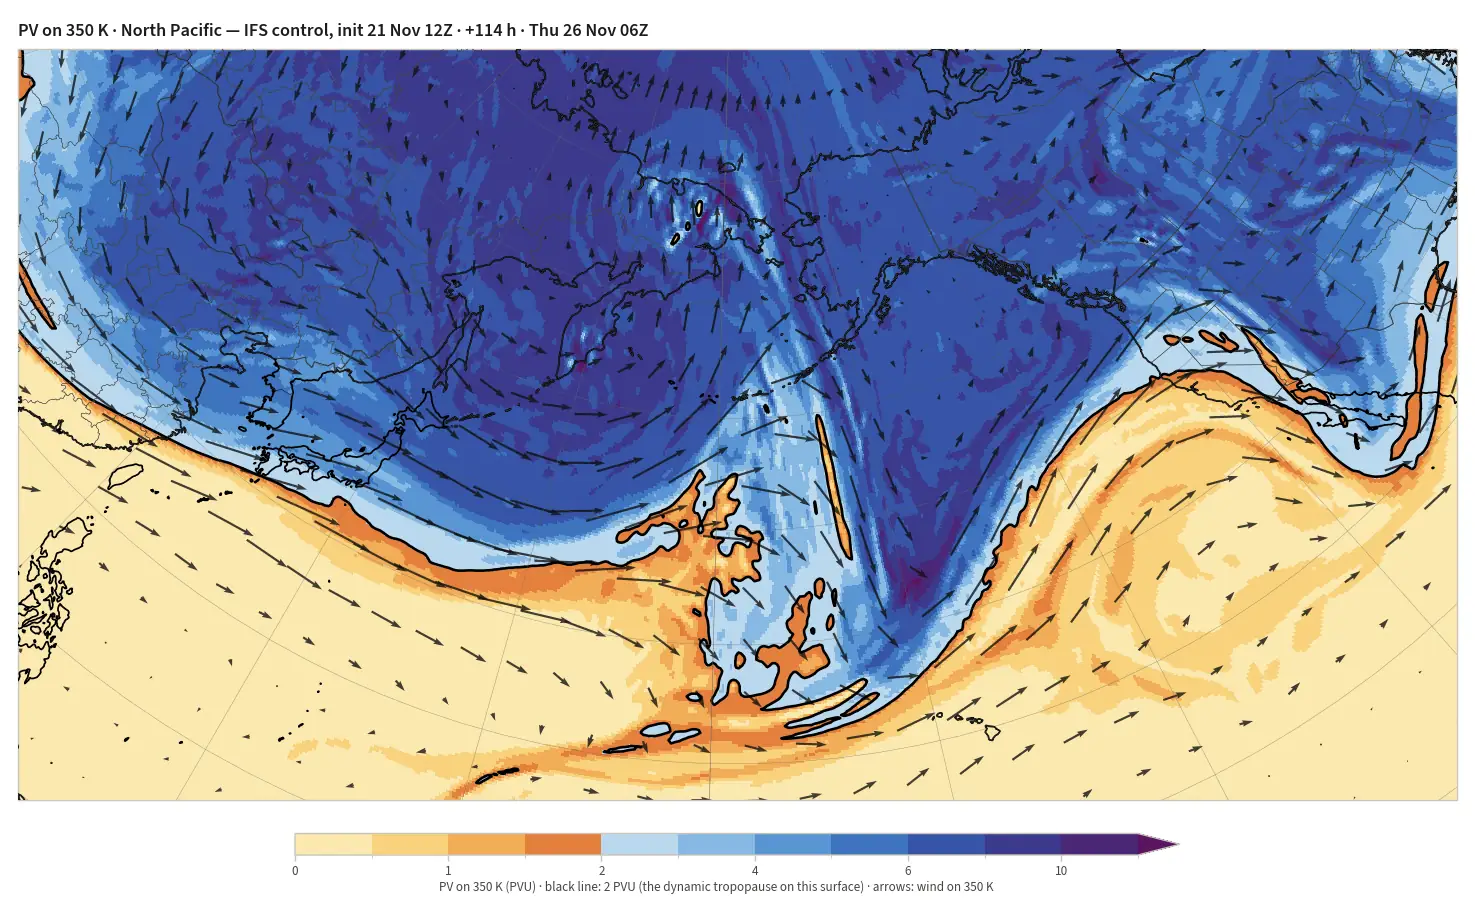 PV on 350 K · North Pacific — IFS control, init 21 Nov 12Z · +114 h · Thu 26 Nov 06Z
0 1 2 4 6 10
PV on 350 K (PVU) · black line: 2 PVU (the dynamic tropopause on this surface) · arrows: wind on 350 K